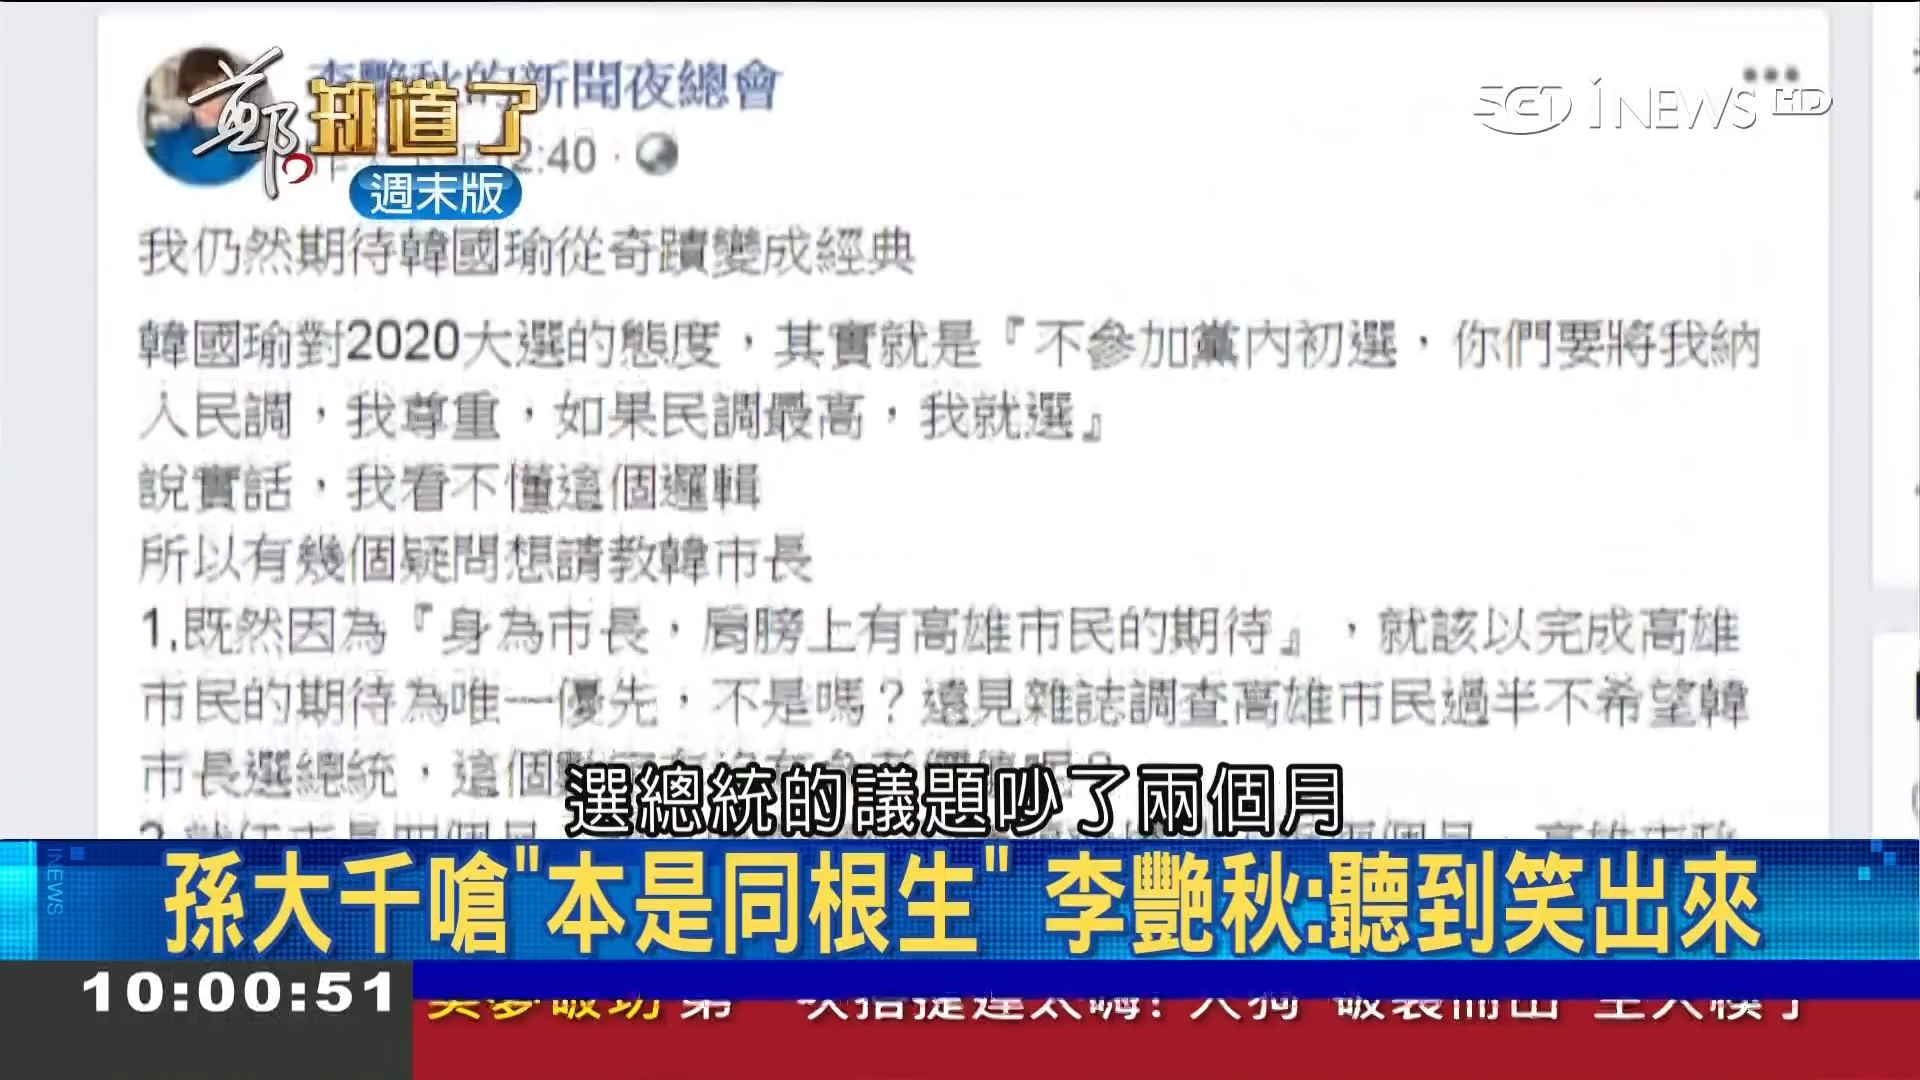 李艷秋的新聞夜總會
鄭知道了
週末版
12:40
SET iNEWS HD
我仍然期待韓國瑜從奇蹟變成經典
韓國瑜對2020大選的態度，其實就是『不參加黨內初選，你們要將我納
入民調，我尊重，如果民調最高，我就選』
說實話，我看不懂這個邏輯
所以有幾個疑問想請教韓市長
1.既然因為『身為市長，肩膀上有高雄市民的期待』，就該以完成高雄
市民的期待為唯一優先，不是嗎？遠見雜誌調查高雄市民過半不希望韓
市長選總統，這個
選總統的議題吵了兩個月
iNEWS
孫大千嗆"本是同根生" 李艷秋:聽到笑出來
10:00:51
美夢破功